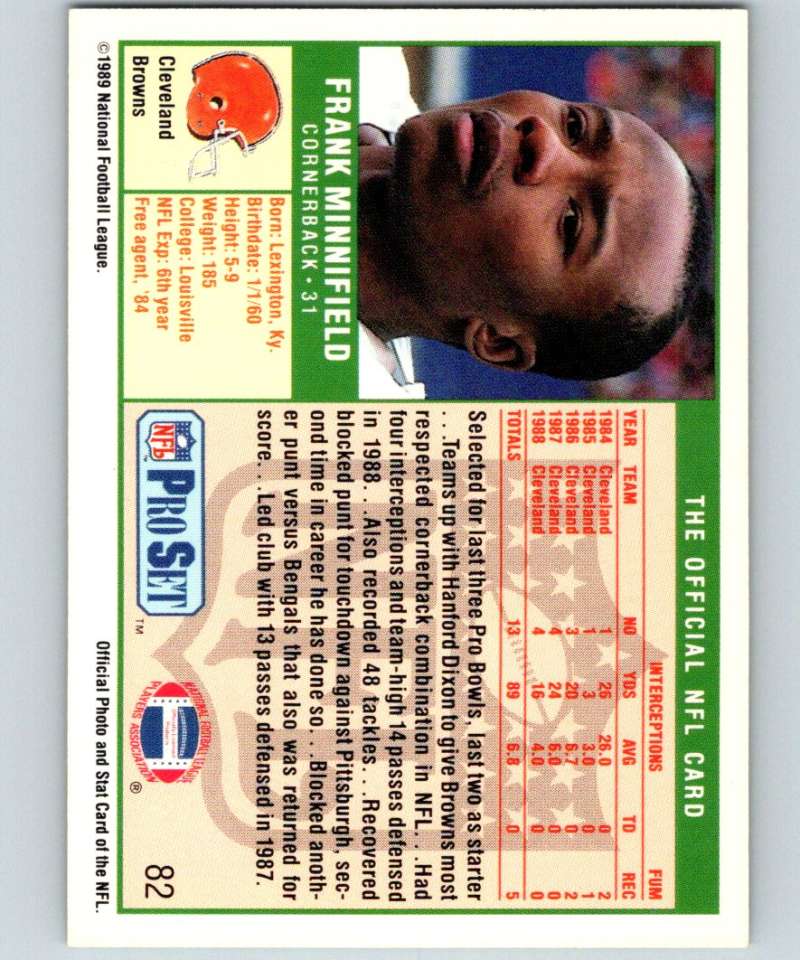 THE OFFICIAL NFL CARD
FRANK MINNIFIELD
CORNERBACK • 31
Cleveland
Browns
Born: Lexington, Ky.
Birthdate: 1/1/60
Height: 5-9
Weight: 185
College: Louisville
NFL Exp: 6th year
Free agent, '84
INTERCEPTIONS FUM
YEAR TEAM NO YDS AVG TD REC
1984 Cleveland 1 26 26.0 0 2
1985 Cleveland 1 3 3.0 0 1
1986 Cleveland 3 20 6.7 0 2
1987 Cleveland 4 24 6.0 0 0
1998 Cleveland 4 16 4.0 0 0
TOTALS 13 89 6.8 0 5
Selected for last three Pro Bowls, last two as starter
...Teams up with Hanford Dixon to give Browns most
respected cornerback combination in NFL...Had
four interceptions and team-high 14 passes defensed
in 1988...Also recorded 48 tackles...Recovered
blocked punt for touchdown against Pittsburgh, sec-
ond time in career he has done so...Blocked anoth-
er punt versus Bengals that also was returned for
score...Led club with 13 passes defensed in 1987.
NFL
NFL PRO SET ™
NATIONAL FOOTBALL LEAGUE
PLAYERS ASSOCIATION
®
82
©1989 National Football League.
Official Photo and Stat Card of the NFL.